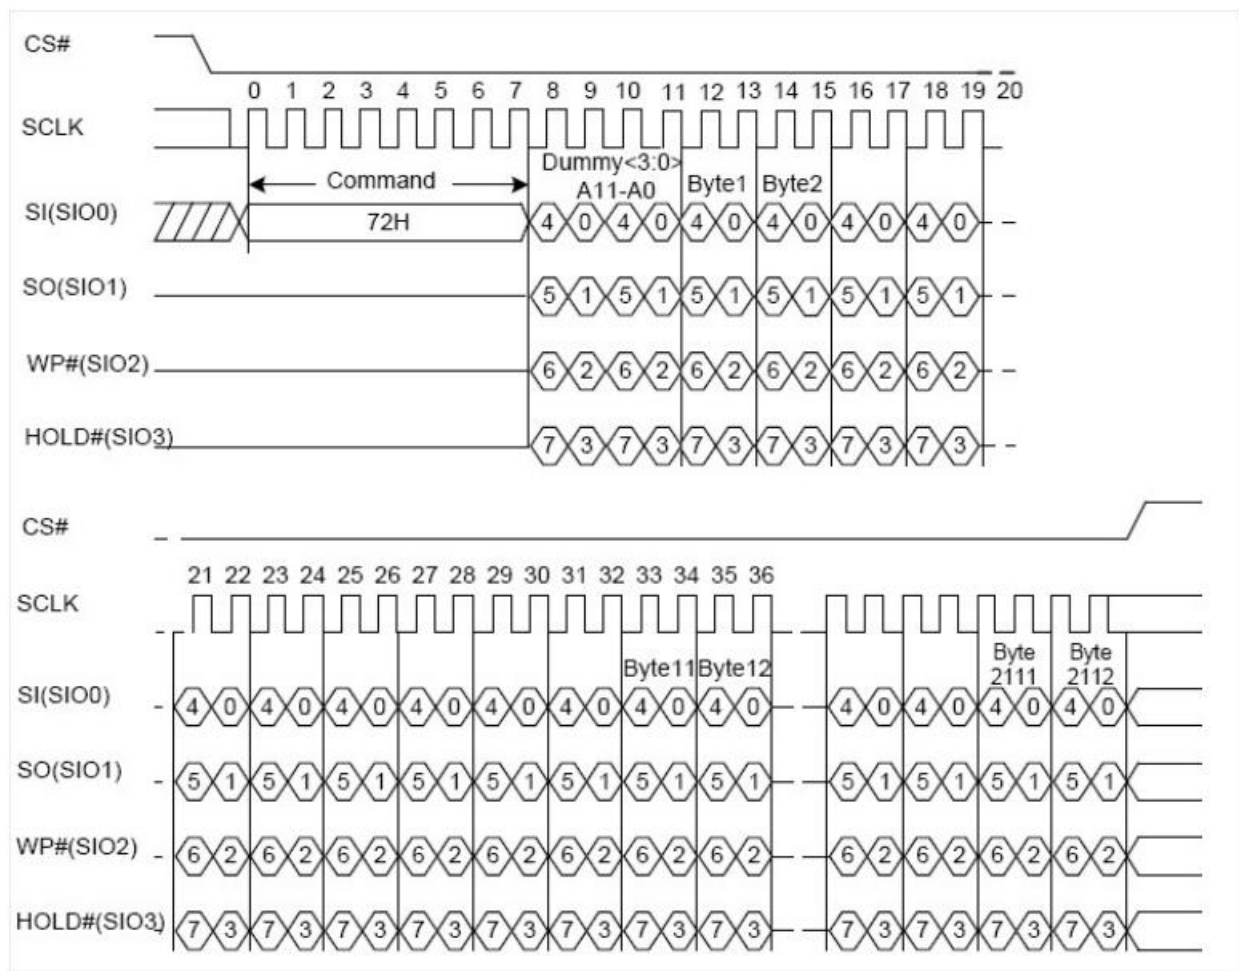 CS#
0 1 2 3 4 5 6 7 8 9 10 11 12 13 14 15 16 17 18 19 20
SCLK
Dummy<3:0>
Command A11-A0 Byte1 Byte2
SI(SIO0) 72H 4 0 4 0 4 0 4 0 4 0 4 0
SO(SIO1) 5 1 5 1 5 1 5 1 5 1 5 1
WP#(SIO2) 6 2 6 2 6 2 6 2 6 2 6 2
HOLD#(SIO3) 7 3 7 3 7 3 7 3 7 3 7 3
CS#
21 22 23 24 25 26 27 28 29 30 31 32 33 34 35 36
SCLK
Byte11 Byte12 Byte 2111 Byte 2112
SI(SIO0) 4 0 4 0 4 0 4 0 4 0 4 0 4 0 4 0 4 0 4 0 4 0 4 0
SO(SIO1) 5 1 5 1 5 1 5 1 5 1 5 1 5 1 5 1 5 1 5 1 5 1 5 1
WP#(SIO2) 6 2 6 2 6 2 6 2 6 2 6 2 6 2 6 2 6 2 6 2 6 2 6 2
HOLD#(SIO3) 7 3 7 3 7 3 7 3 7 3 7 3 7 3 7 3 7 3 7 3 7 3 7 3